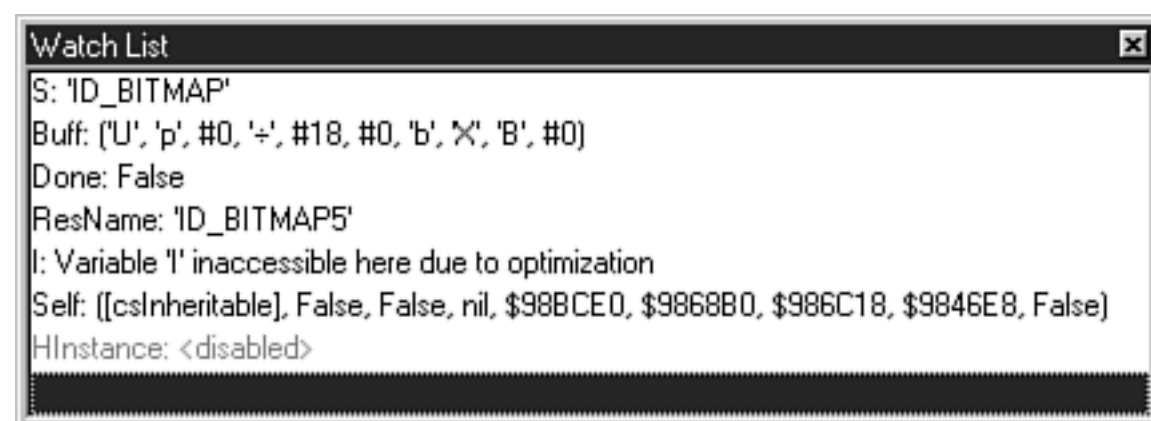 Watch List
S: 'ID_BITMAP'
Buff: ('U', 'p', #0, '÷', #18, #0, 'b', 'X', 'B', #0)
Done: False
ResName: 'ID_BITMAP5'
I: Variable 'I' inaccessible here due to optimization
Self: ([csInheritable], False, False, nil, $98BCE0, $9868B0, $986C18, $9846E8, False)
HInstance: <disabled>